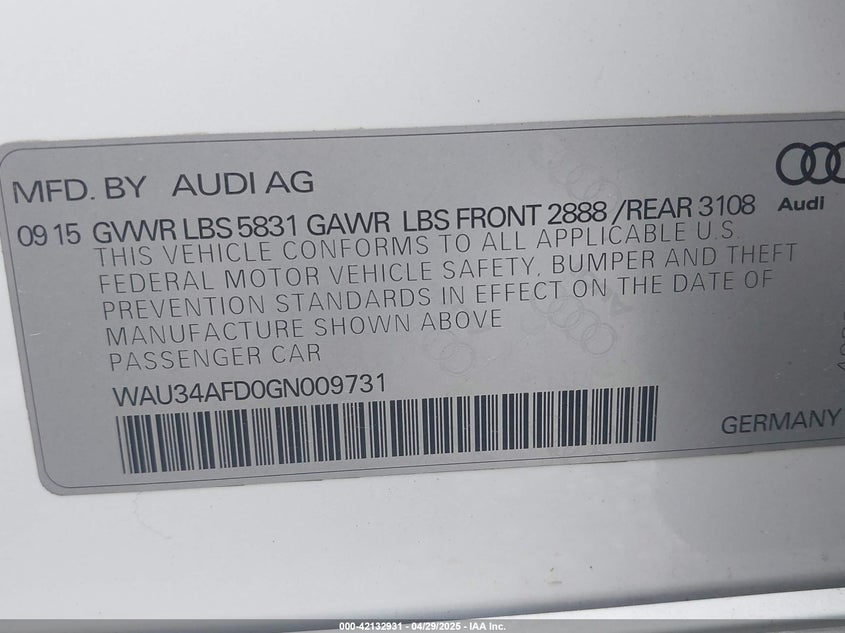 MFD. BY AUDI AG
09 15 GVWR LBS 5831 GAWR LBS FRONT 2888 /REAR 3108
Audi
THIS VEHICLE CONFORMS TO ALL APPLICABLE U.S.
FEDERAL MOTOR VEHICLE SAFETY, BUMPER AND THEFT
PREVENTION STANDARDS IN EFFECT ON THE DATE OF
MANUFACTURE SHOWN ABOVE
PASSENGER CAR
WAU34AFD0GN009731
GERMANY
000-42132931 - 04/29/2025 - IAA Inc.